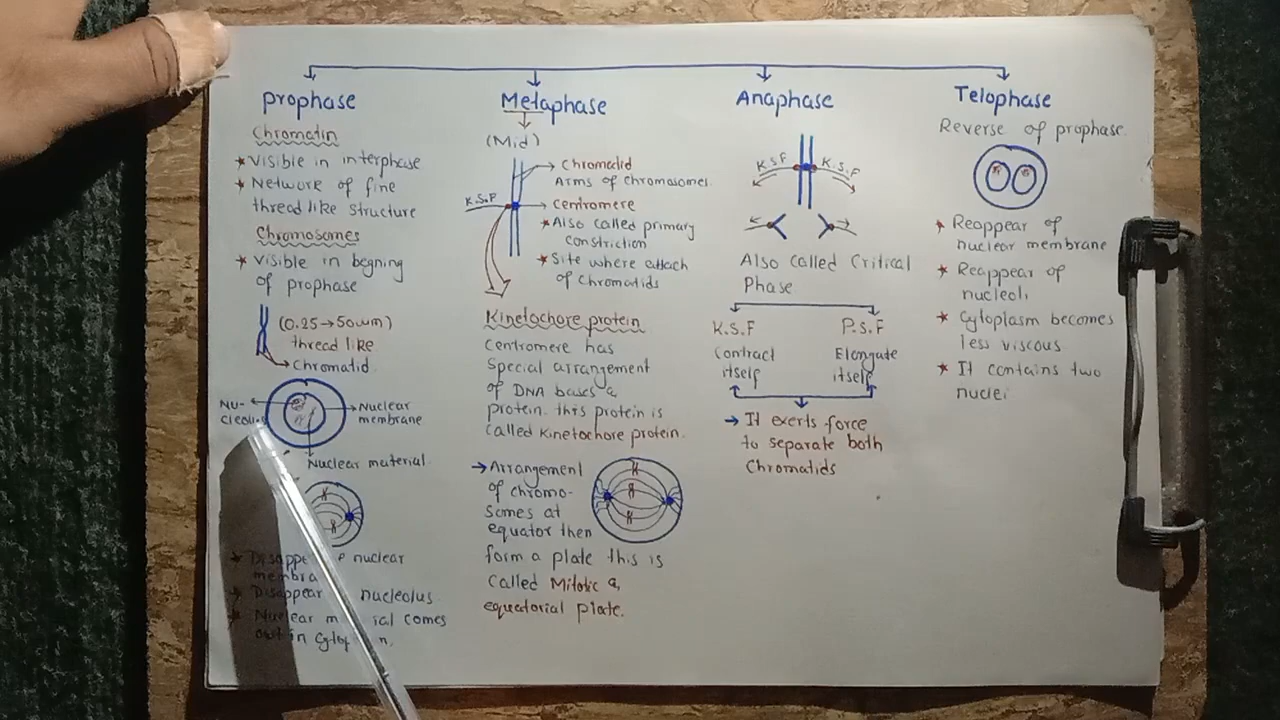 prophase
Chromatin
Visible in interphase
Network of fine
thread like structure
Chromosomes
Visible in begning
of prophase
(0.25→50um)
thread like
Chromatid.
Nu-
cleolus
Nuclear
membrane
Nuclear material
nuclear
membra
Disappear
nucleolus
Nuclear
comes
out in
Metaphase
(Mid)
K.S.F
Chromatid
Arms of chromosomes
Centromere
Also called primary
constriction
Site where attach
of chromatids
Kinetochore protein
Centromere has
Special arrangement
of DNA bases &
protein. this protein is
called kinetochore protein.
→ Arrangement
of chromo-
somes at
equator then
form a plate this is
called Mitotic &
equatorial plate.
Anaphase
K.S.F
K.S.F
Also called Critical
Phase
K.S.F
Contract
itself
P.S.F
Elongate
itself
→ It exerts force
to separate both
Chromatids
Telophase
Reverse of prophase
Reappear of
nuclear membrane
Reappear of
nucleoli
Cytoplasm becomes
less viscous
It contains two
nuclei